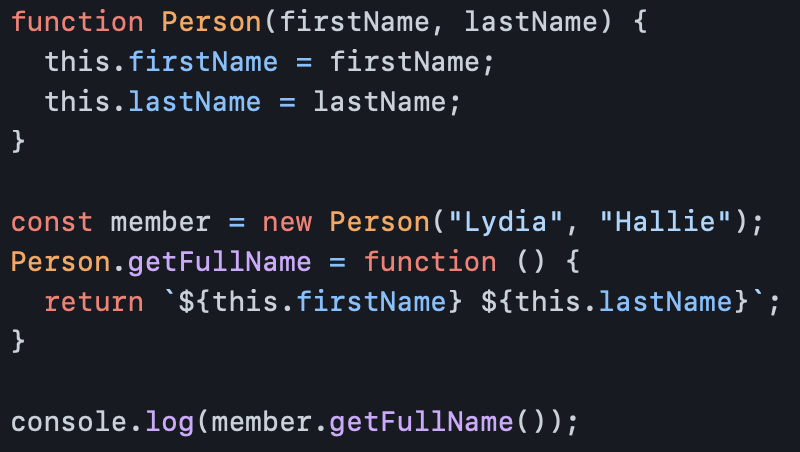 function Person(firstName, lastName) {
  this.firstName = firstName;
  this.lastName = lastName;
}

const member = new Person("Lydia", "Hallie");
Person.getFullName = function () {
  return `${this.firstName} ${this.lastName}`;
}

console.log(member.getFullName());